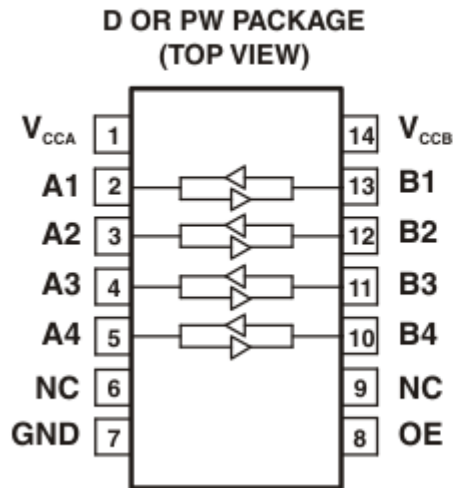 D OR PW PACKAGE
(TOP VIEW)
VCCA 1 14 VCCB
A1 2 13 B1
A2 3 12 B2
A3 4 11 B3
A4 5 10 B4
NC 6 9 NC
GND 7 8 OE